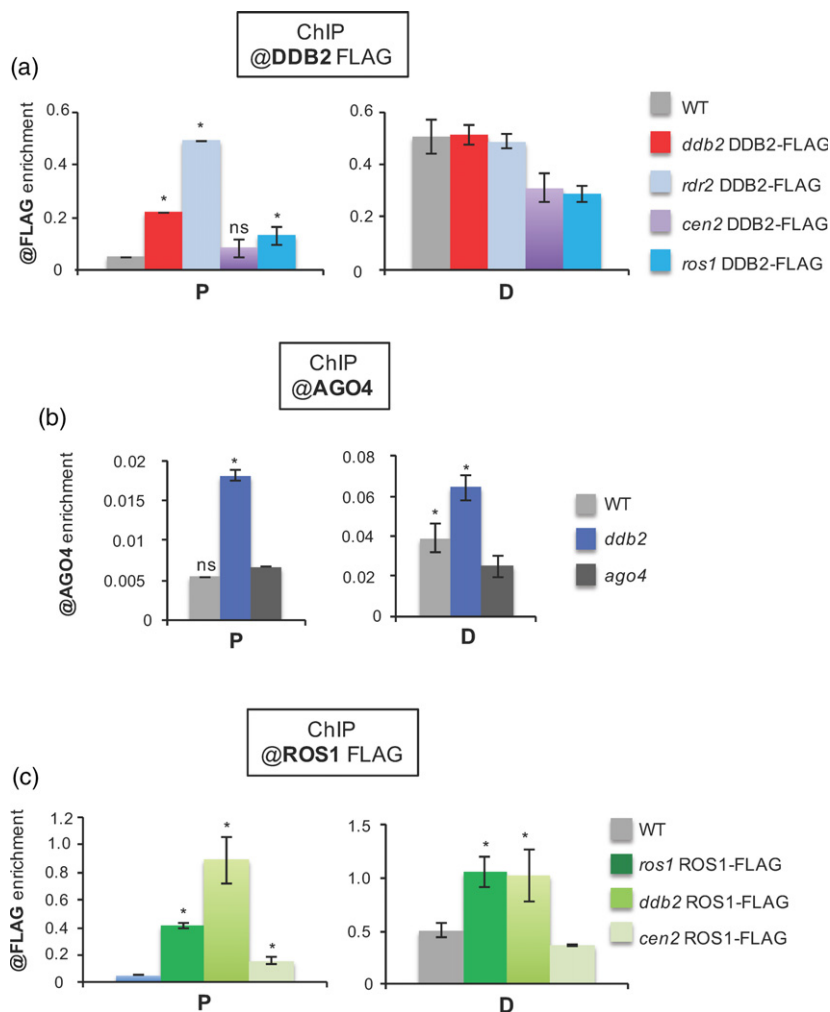 ChIP
@DDB2 FLAG
(a)
@FLAG enrichment
0.6
0.4
0.2
0
*
*
ns
*
P
0.6
0.4
0.2
0
D
WT
ddb2 DDB2-FLAG
rdr2 DDB2-FLAG
cen2 DDB2-FLAG
ros1 DDB2-FLAG
ChIP
@AGO4
(b)
@AGO4 enrichment
0.02
0.015
0.01
0.005
0
ns
*
P
0.08
0.06
0.04
0.02
0
*
*
D
WT
ddb2
ago4
ChIP
@ROS1 FLAG
(c)
@FLAG enrichment
1.2
1.0
0.8
0.6
0.4
0.2
0
*
*
*
P
1.5
1.0
0.5
0
*
*
D
WT
ros1 ROS1-FLAG
ddb2 ROS1-FLAG
cen2 ROS1-FLAG